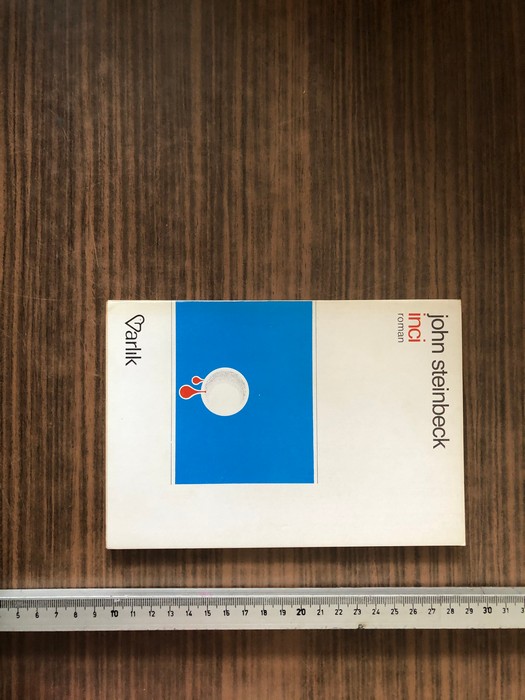 john steinbeck
inci
roman
Varlık
5 6 7 8 9 10 11 12 13 14 15 16 17 18 19 20 21 22 23 24 25 26 27 28 29 30 31